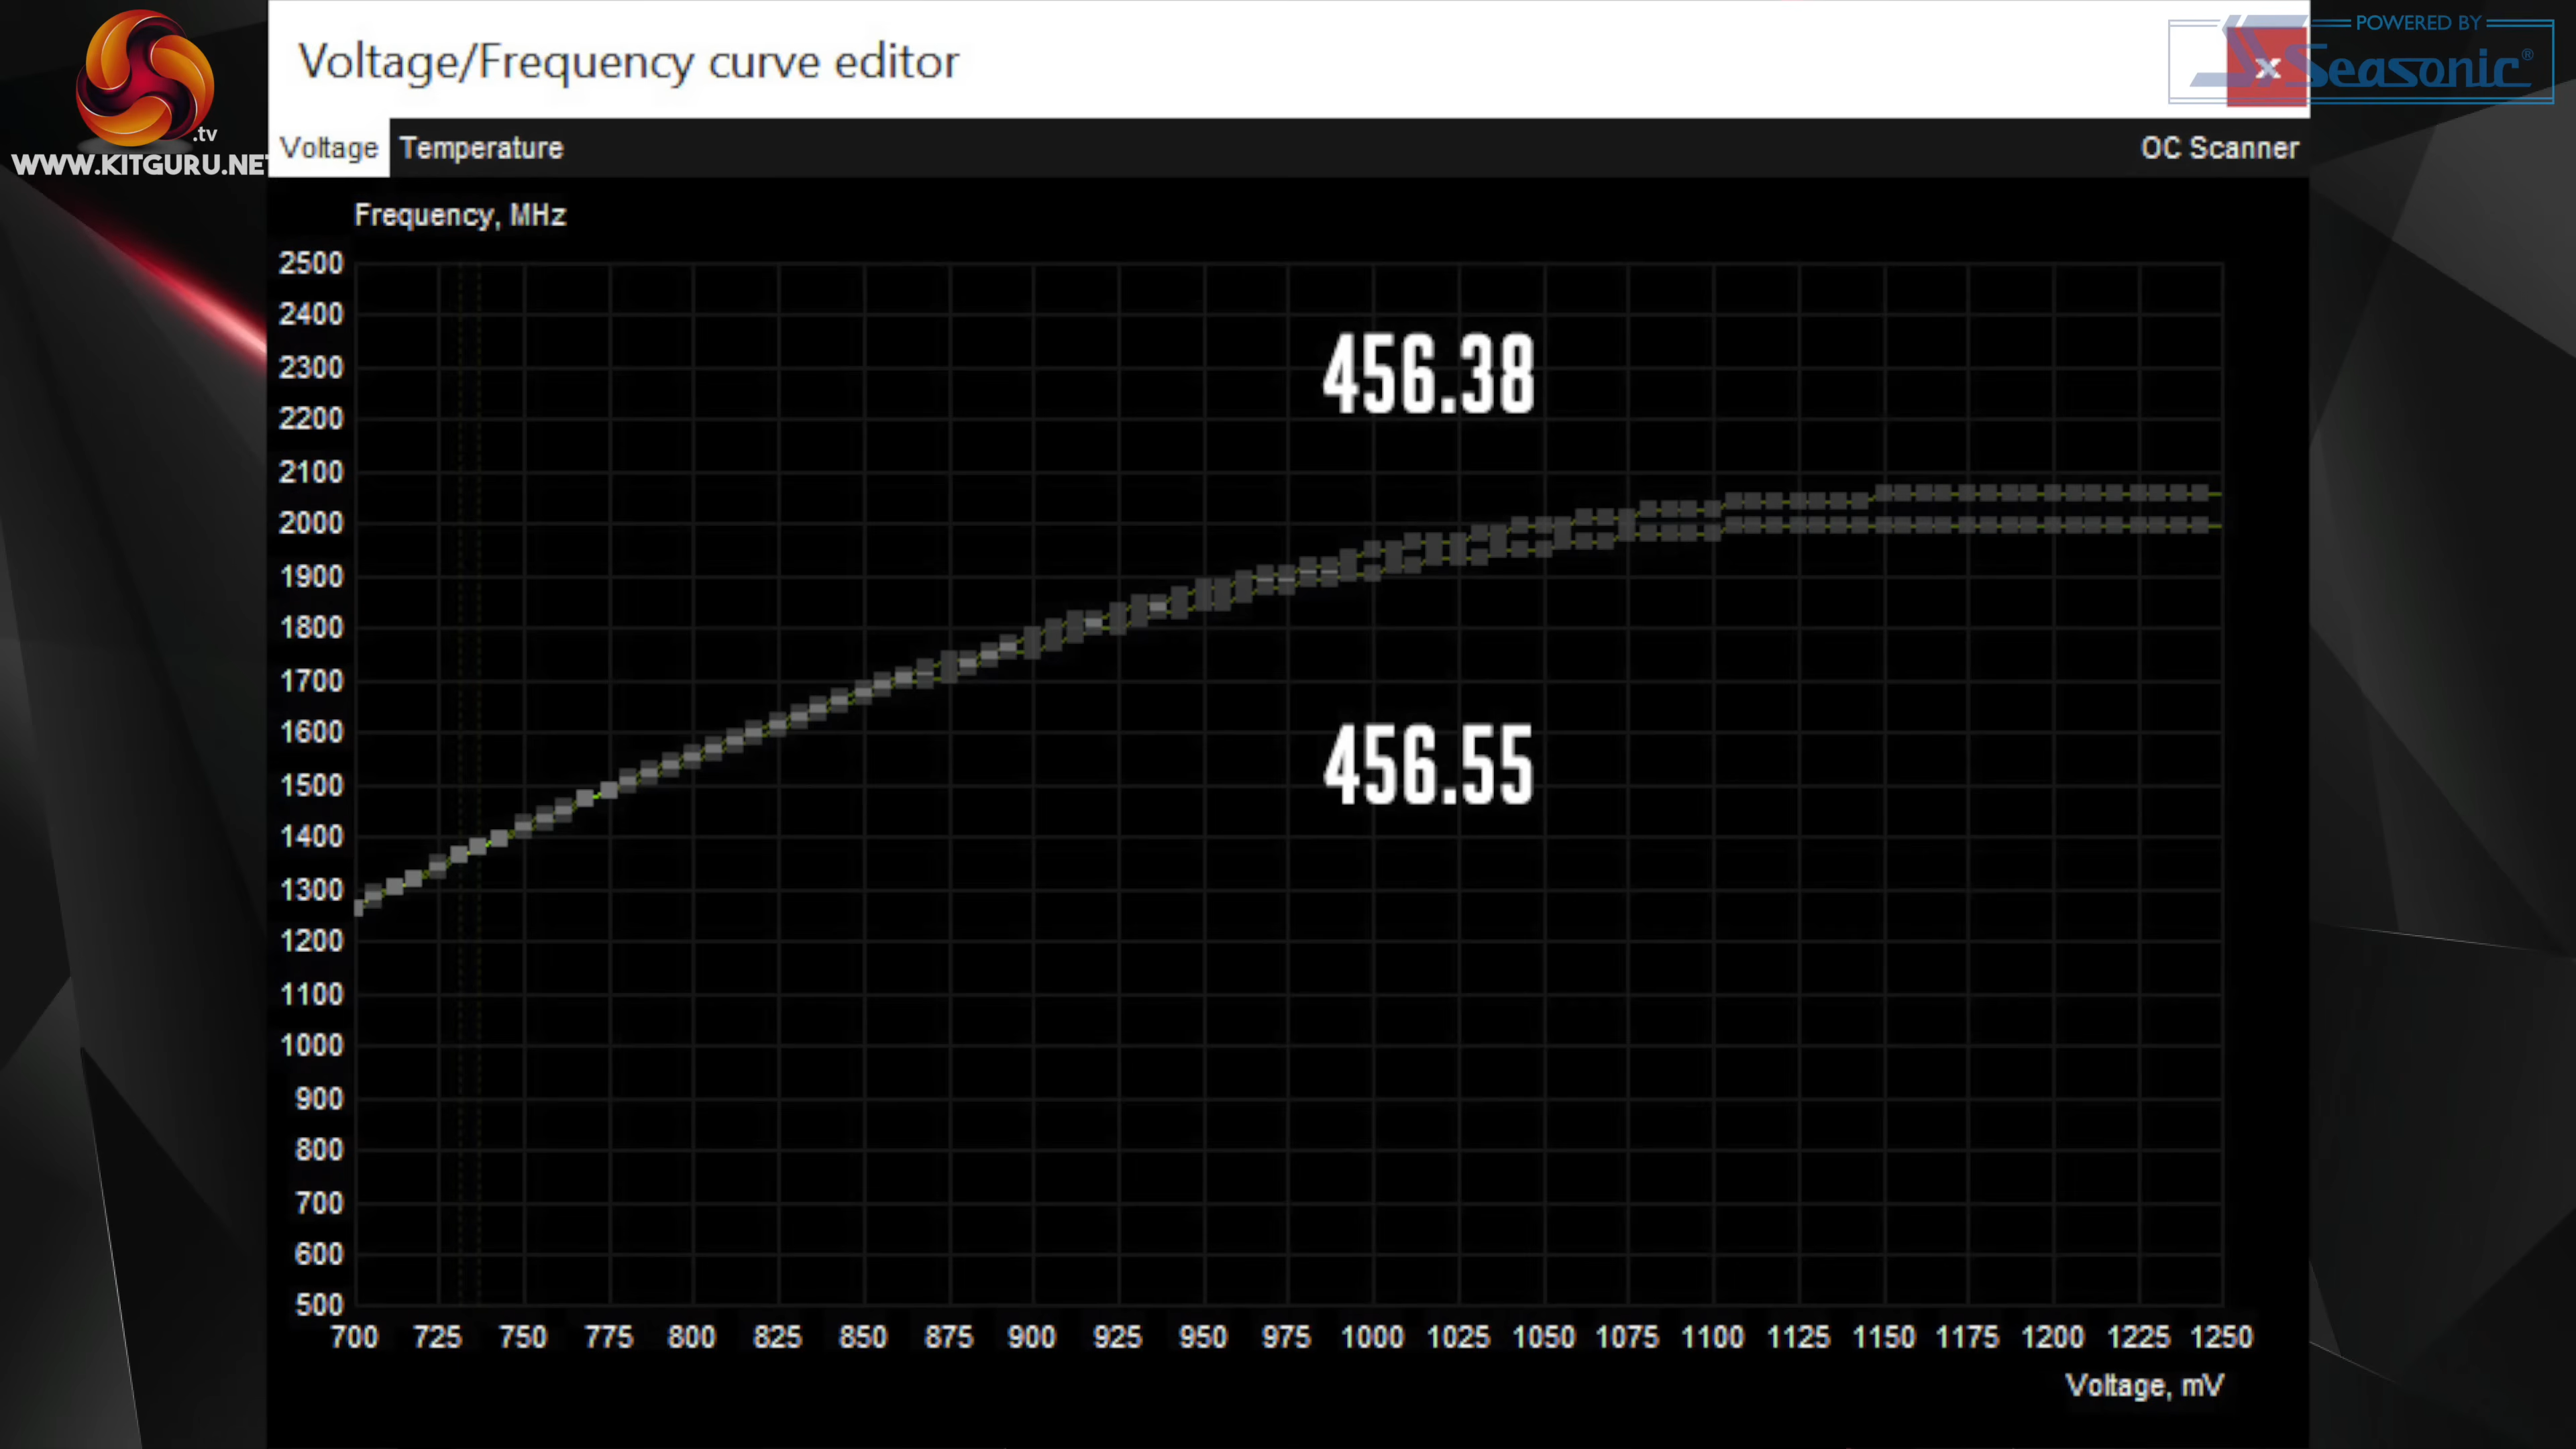 Voltage/Frequency curve editor
x
POWERED BY
Seasonic®
.tv
WWW.KITGURU.NET
Voltage
Temperature
OC Scanner
Frequency, MHz
2500
2400
2300
2200
2100
2000
1900
1800
1700
1600
1500
1400
1300
1200
1100
1000
900
800
700
600
500
456.38
456.55
700 725 750 775 800 825 850 875 900 925 950 975 1000 1025 1050 1075 1100 1125 1150 1175 1200 1225 1250
Voltage, mV